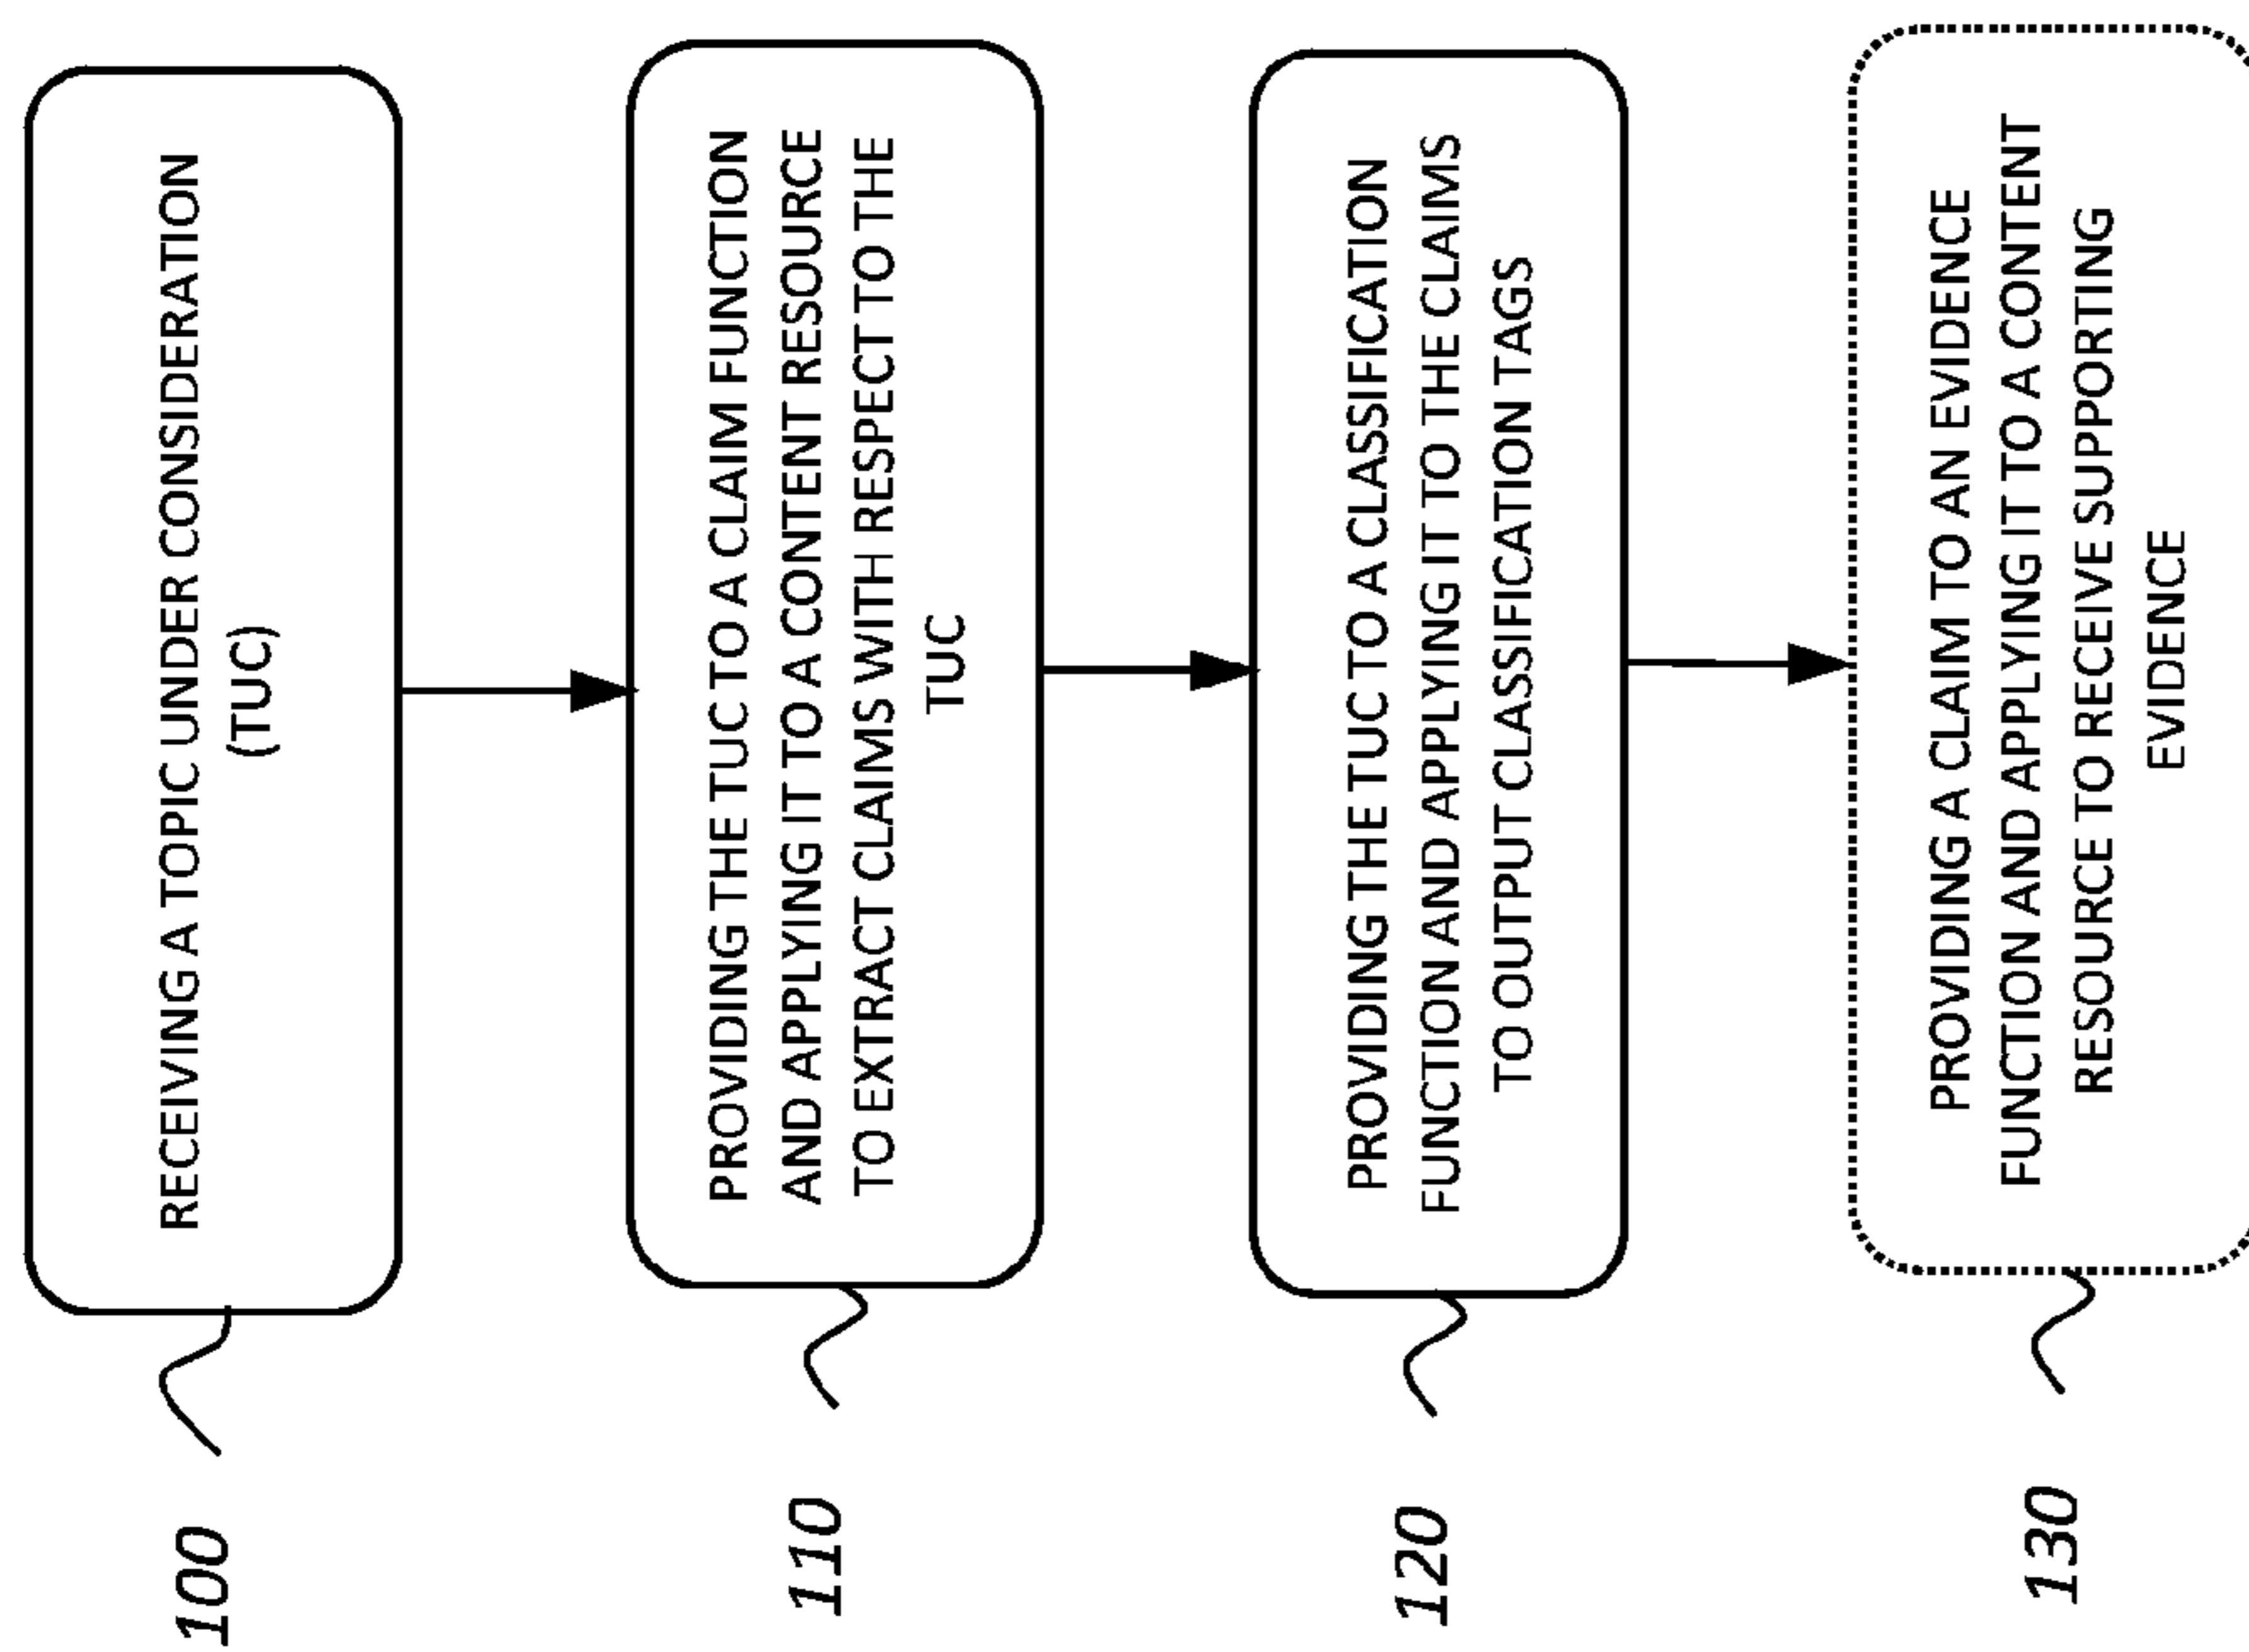 100
RECEIVING A TOPIC UNDER CONSIDERATION
(TUC)
110
PROVIDING THE TUC TO A CLAIM FUNCTION
AND APPLYING IT TO A CONTENT RESOURCE
TO EXTRACT CLAIMS WITH RESPECT TO THE
TUC
120
PROVIDING THE TUC TO A CLASSIFICATION
FUNCTION AND APPLYING IT TO THE CLAIMS
TO OUTPUT CLASSIFICATION TAGS
130
PROVIDING A CLAIM TO AN EVIDENCE
FUNCTION AND APPLYING IT TO A CONTENT
RESOURCE TO RECEIVE SUPPORTING
EVIDENCE